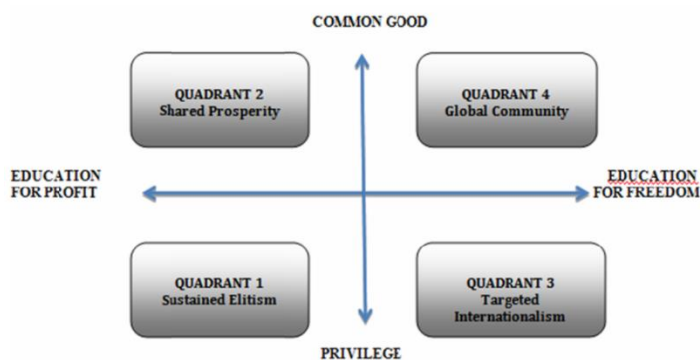 COMMON GOOD
QUADRANT 2
Shared Prosperity
QUADRANT 4
Global Community
EDUCATION
FOR PROFIT
EDUCATION
FOR FREEDOM
QUADRANT 1
Sustained Elitism
QUADRANT 3
Targeted
Internationalism
PRIVILEGE